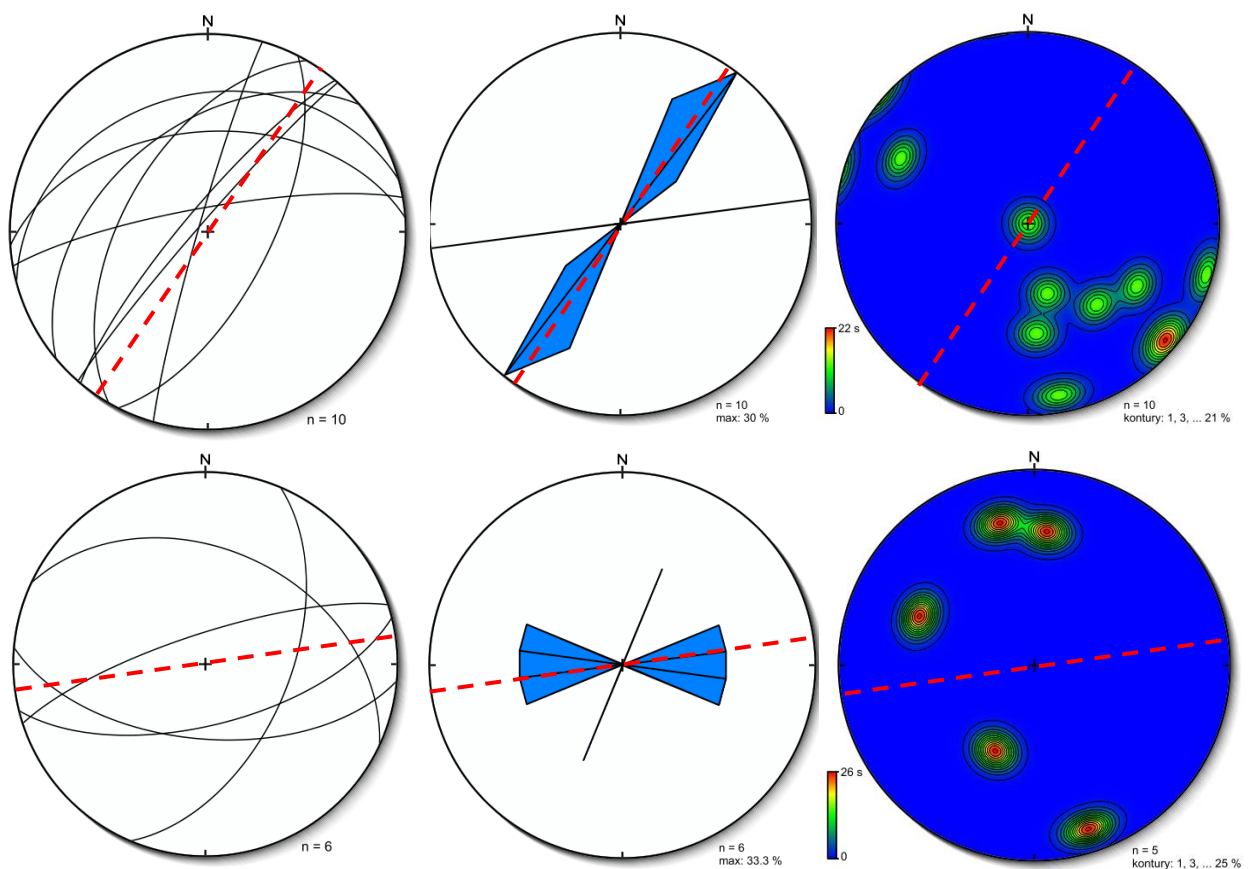 N
N
N
n = 10
n = 10
max: 30 %
22 s
0
n = 10
kontury: 1, 3, ... 21 %
N
N
N
n = 6
n = 6
max: 33.3 %
26 s
0
n = 5
kontury: 1, 3, ... 25 %